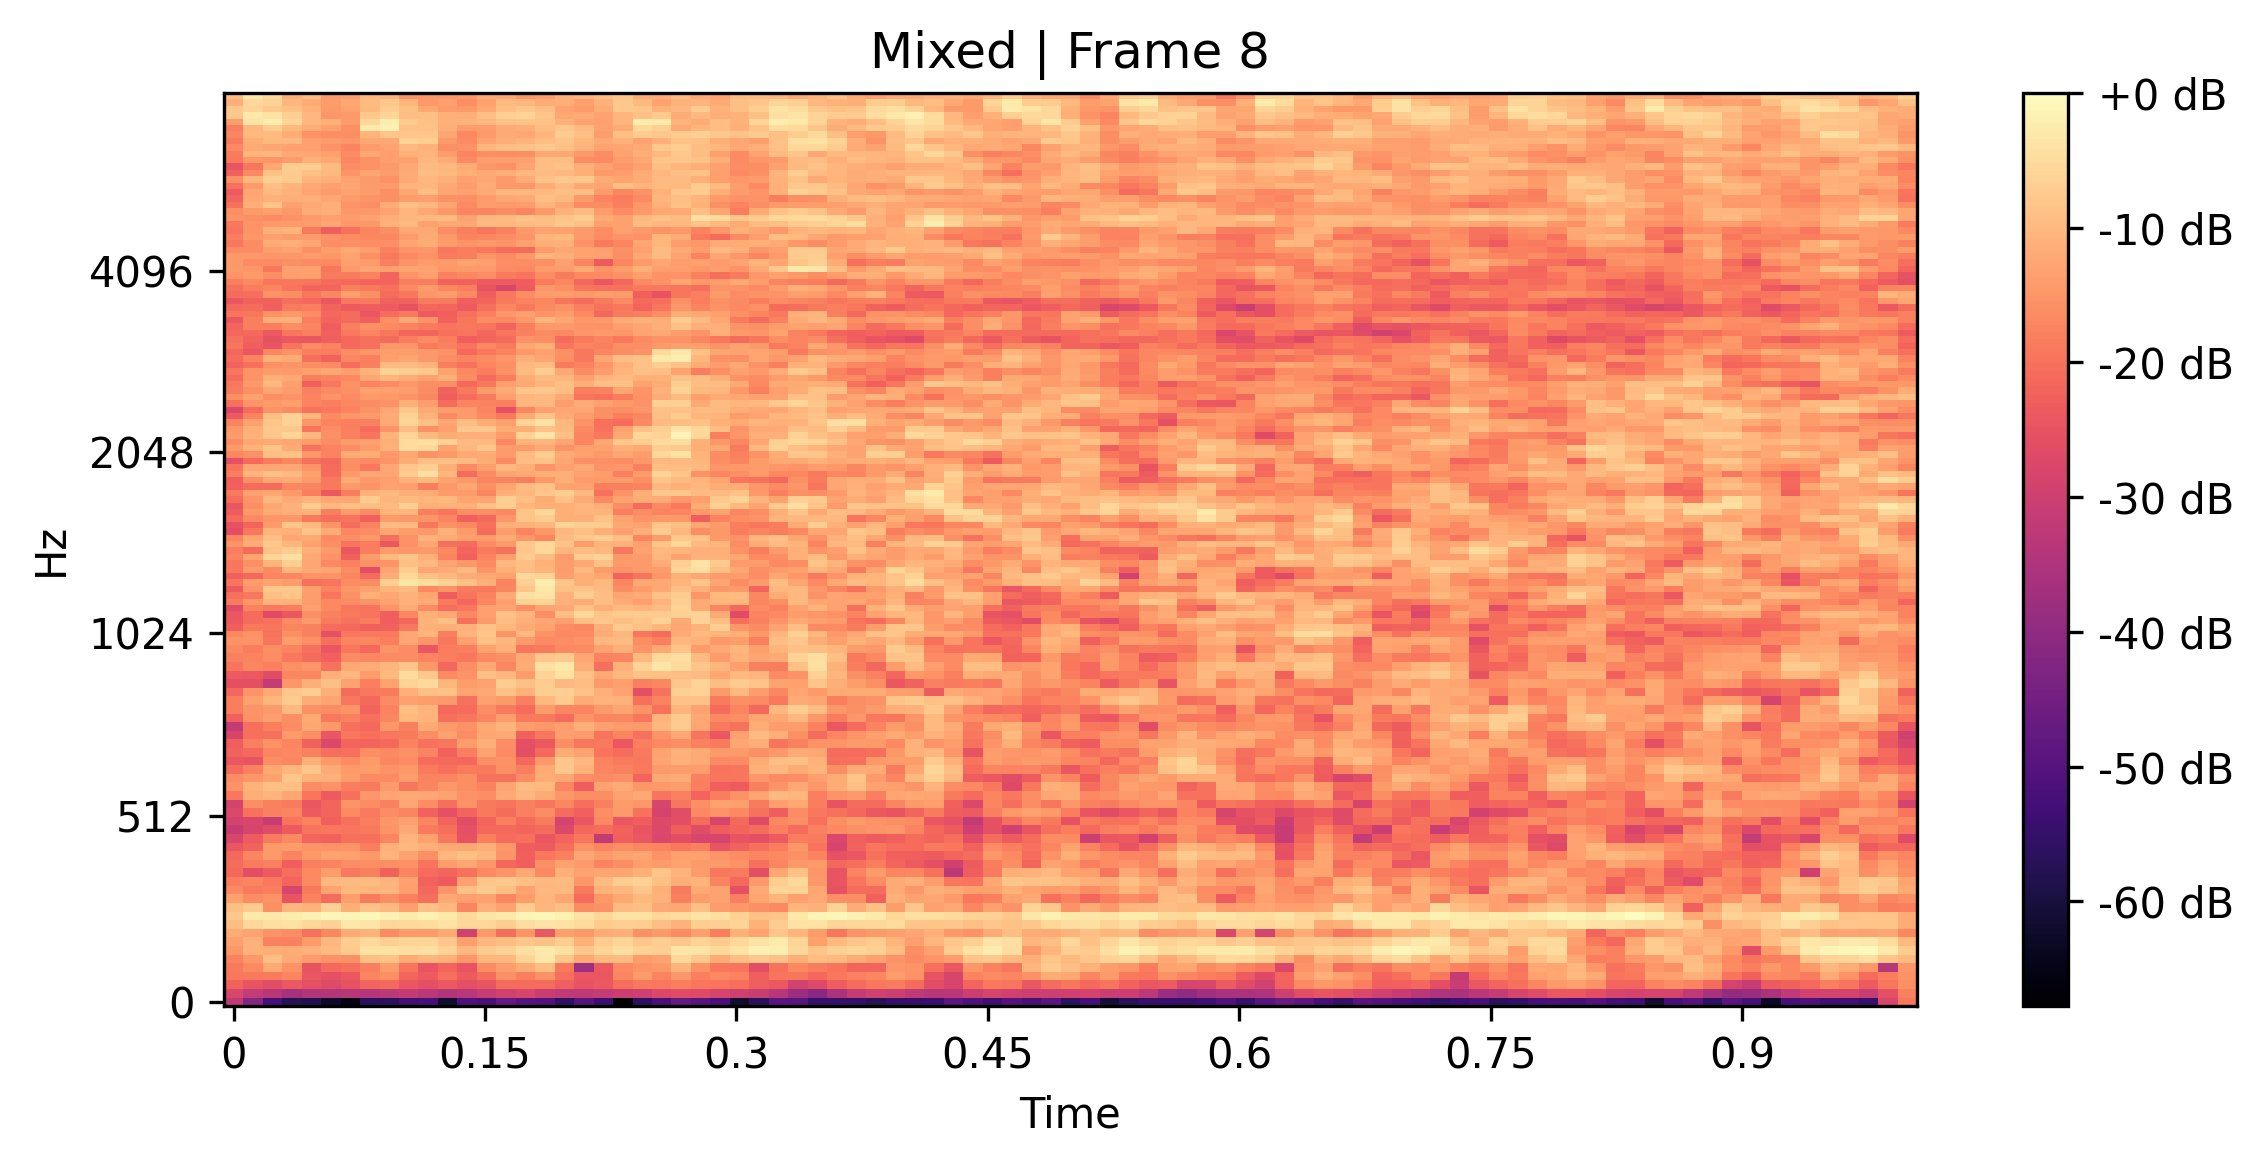 Mixed | Frame 8
+0 dB
-10 dB
-20 dB
-30 dB
-40 dB
-50 dB
-60 dB
Hz
4096
2048
1024
512
0
0 0.15 0.3 0.45 0.6 0.75 0.9
Time